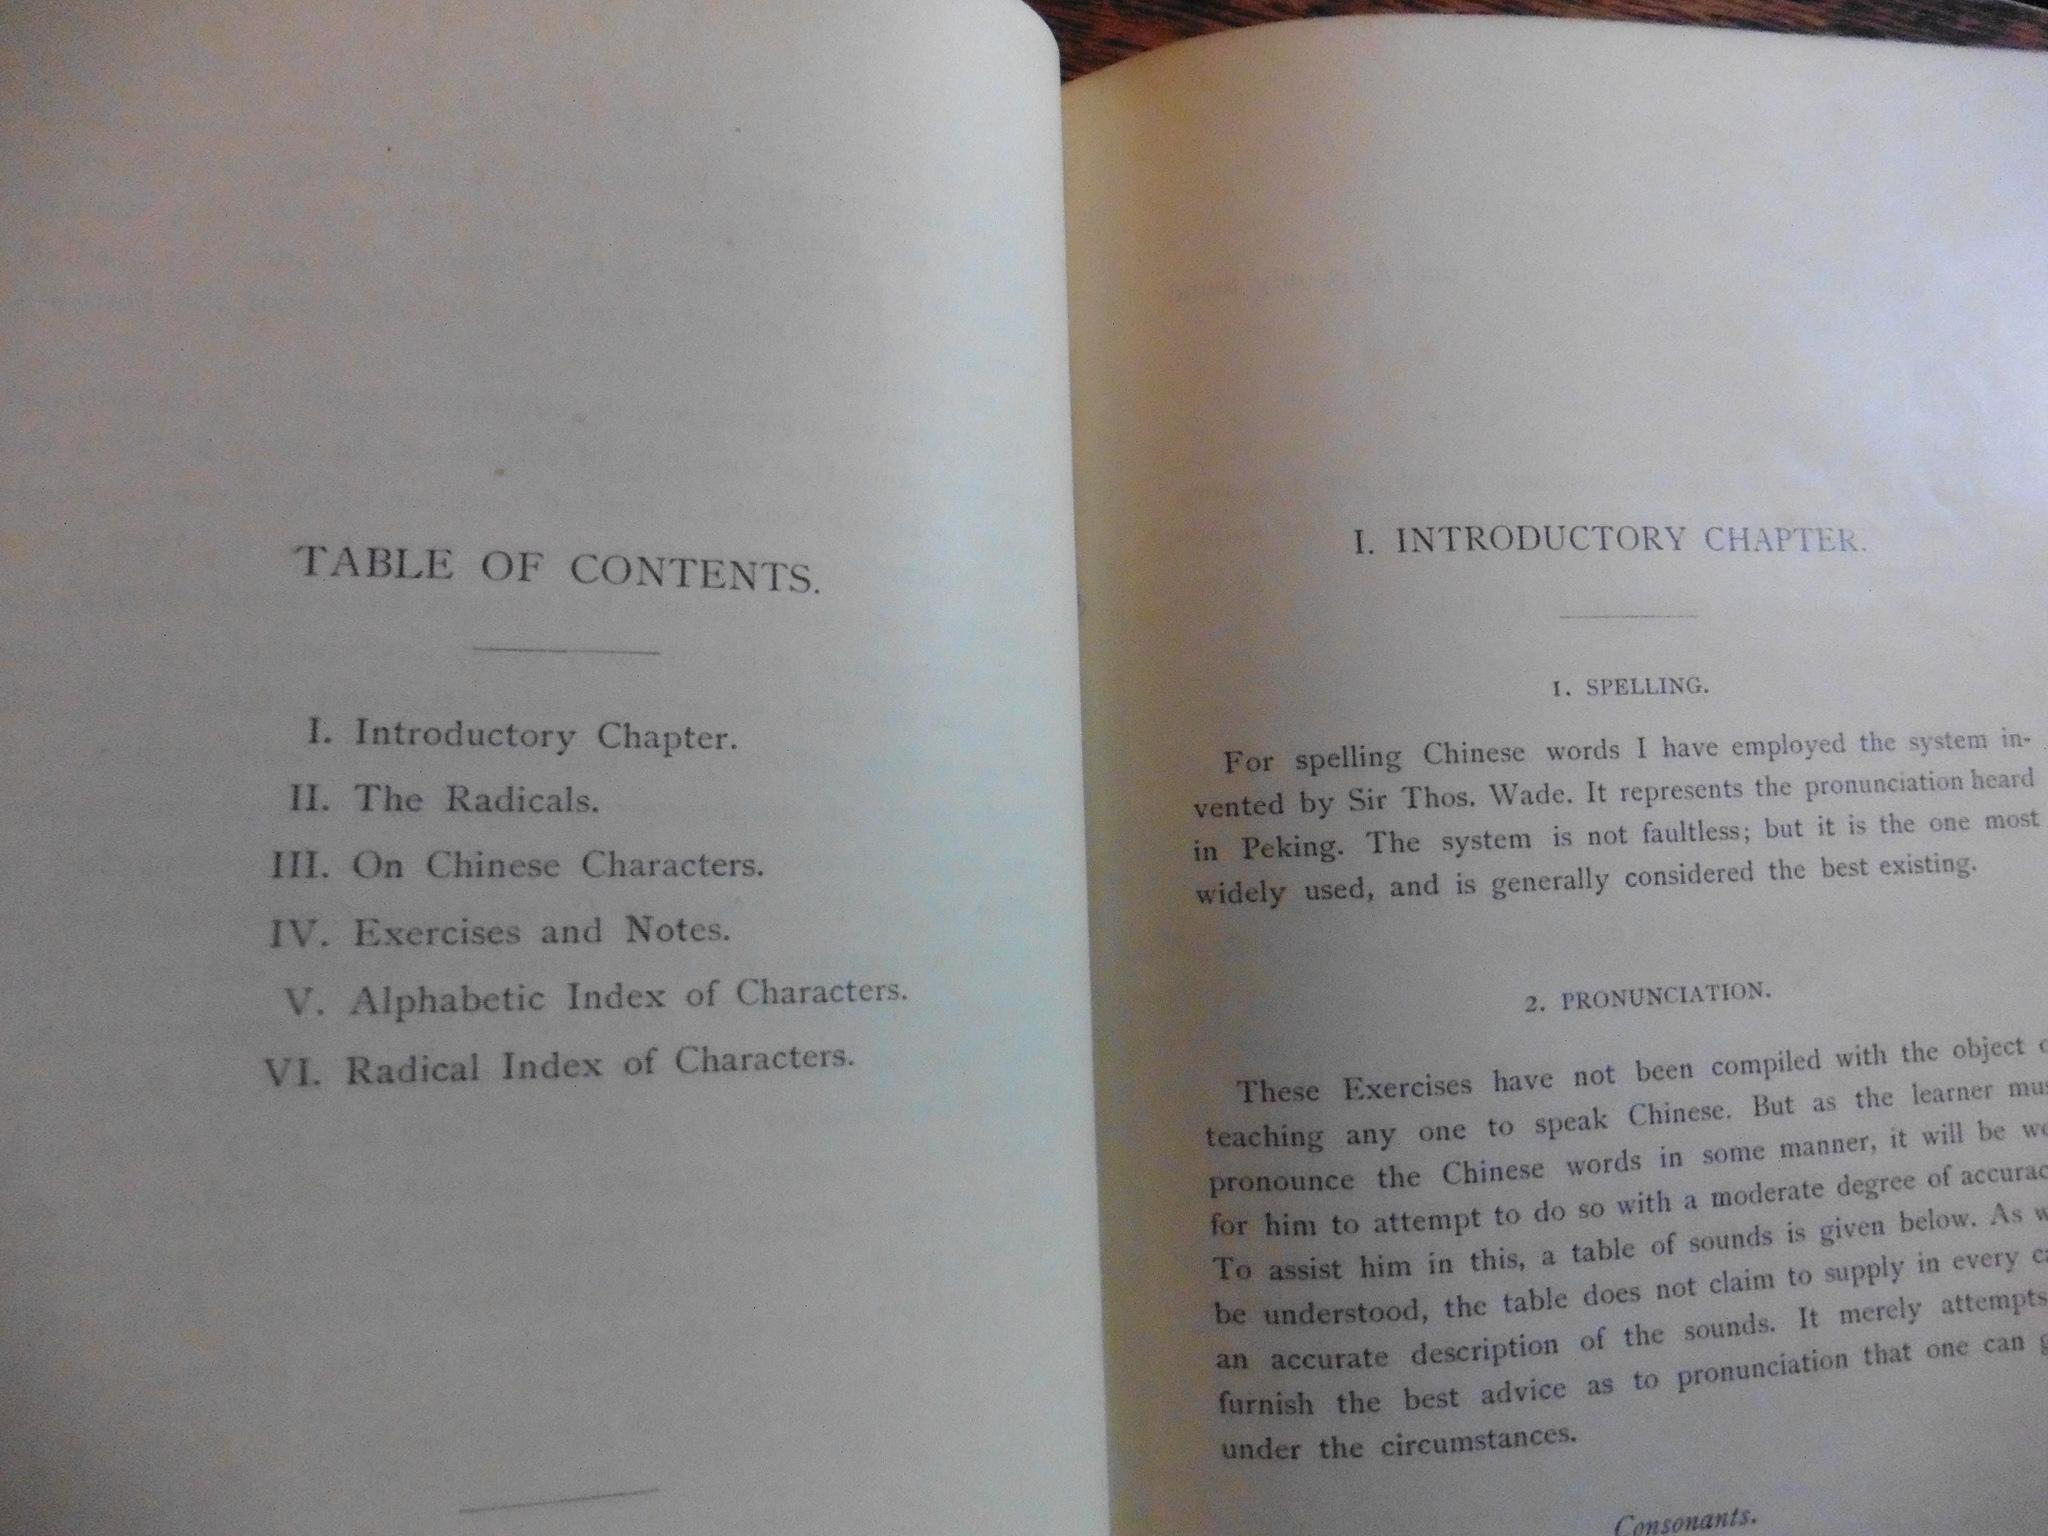 TABLE OF CONTENTS.
I. Introductory Chapter.
II. The Radicals.
III. On Chinese Characters.
IV. Exercises and Notes.
V. Alphabetic Index of Characters.
VI. Radical Index of Characters.
I. INTRODUCTORY CHAPTER.
1. SPELLING.
For spelling Chinese words I have employed the system in-
vented by Sir Thos. Wade. It represents the pronunciation heard
in Peking. The system is not faultless; but it is the one most
widely used, and is generally considered the best existing.
2. PRONUNCIATION.
These Exercises have not been compiled with the object
teaching any one to speak Chinese. But as the learner
pronounce the Chinese words in some manner, it will be
for him to attempt to do so with a moderate degree of
To assist him in this, a table of sounds is given below. As
be understood, the table does not claim to supply in every
an accurate description of the sounds. It merely attempts
furnish the best advice as to pronunciation that one can
under the circumstances.
Consonants.